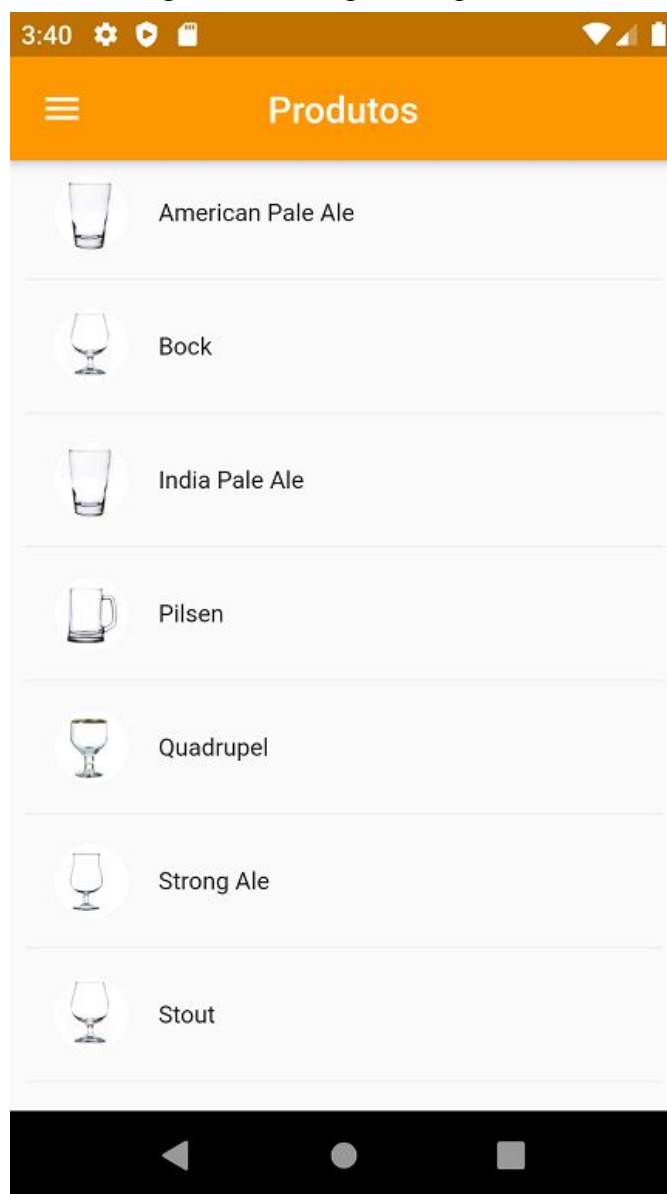 3:40
Produtos
American Pale Ale
Bock
India Pale Ale
Pilsen
Quadrupel
Strong Ale
Stout